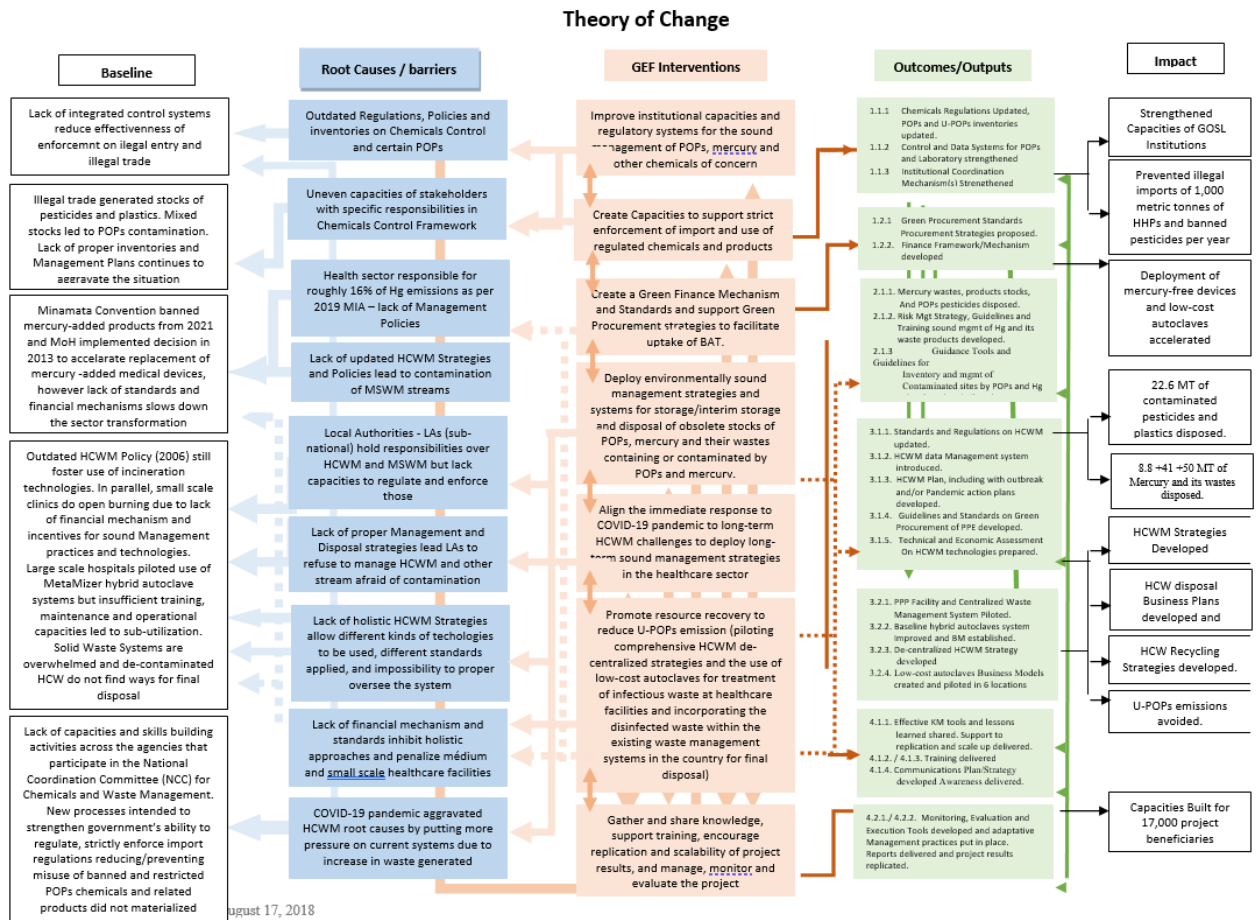 Theory of Change
Baseline
Root Causes / barriers
GEF Interventions
Outcomes/Outputs
Impact
Lack of integrated control systems
reduce effectiveness of
enforcemnt on ilegal entry and
illegal trade
Illegal trade generated stocks of
pesticides and plastics. Mixed
stocks led to POPs contamination.
Lack of proper inventories and
Management Plans continues to
aggravate the situation
Minamata Convention banned
mercury-added products from 2021
and MoH implemented decision in
2013 to accelarate replacement of
mercury -added medical devices,
however lack of standards and
financial mechanisms slows down
the sector transformation
Outdated HCWM Policy (2006) still
foster use of incineration
technologies. In parallel, small scale
clinics do open burning due to lack
of financial mechanism and
incentives for sound Management
practices and technologies.
Large scale hospitals piloted use of
MetaMizer hybrid autoclave
systems but insufficient training,
maintenance and operational
capacities led to sub-utilization.
Solid Waste Systems are
overwhelmed and de-contaminated
HCW do not find ways for final
disposal
Lack of capacities and skills building
activities across the agencies that
participate in the National
Coordination Committee (NCC) for
Chemicals and Waste Management.
New processes intended to
strengthen government's ability to
regulate, strictly enforce import
regulations reducing/preventing
misuse of banned and restricted
POPs chemicals and related
products did not materialized
Outdated Regulations, Policies and
inventories on Chemicals Control
and certain POPs
Uneven capacities of stakeholders
with specific responsibilities in
Chemicals Control Framework
Health sector responsible for
roughly 16% of Hg emissions as per
2019 MIA – lack of Management
Policies
Lack of updated HCWM Strategies
and Policies lead to contamination
of MSWM streams
Local Authorities - LAs (sub-
national) hold responsibilities over
HCWM and MSWM but lack
capacities to regulate and enforce
those
Lack of proper Management and
Disposal strategies lead LAs to
refuse to manage HCWM and other
stream afraid of contamination
Lack of holistic HCWM Strategies
allow different kinds of techologies
to be used, different standards
applied, and impossibility to proper
oversee the system
Lack of financial mechanism and
standards inhibit holistic
approaches and penalize médium
and small scale healthcare facilities
COVID-19 pandemic aggravated
HCWM root causes by putting more
pressure on current systems due to
increase in waste generated
Improve institutional capacities and
regulatory systems for the sound
management of POPs, mercury and
other chemicals of concern
Create Capacities to support strict
enforcement of import and use of
regulated chemicals and products
Create a Green Finance Mechanism
and Standards and support Green
Procurement strategies to facilitate
uptake of BAT.
Deploy environmentally sound
management strategies and
systems for storage/interim storage
and disposal of obsolete stocks of
POPs, mercury and their wastes
containing or contaminated by
POPs and mercury.
Align the immediate response to
COVID-19 pandemic to long-term
HCWM challenges to deploy long-
term sound management strategies
in the healthcare sector
Promote resource recovery to
reduce U-POPs emission (piloting
comprehensive HCWM de-
centralized strategies and the use of
low-cost autoclaves for treatment
of infectious waste at healthcare
facilities and incorporating the
disinfected waste within the
existing waste management
systems in the country for final
disposal)
Gather and share knowledge,
support training, encourage
replication and scalability of project
results, and manage, monitor and
evaluate the project
1.1.1 Chemicals Regulations Updated,
POPs and U-POPs inventories
updated.
1.1.2 Control and Data Systems for POPs
and Laboratory strengthened
1.1.3 Institutional Coordination
Mechanism(s) Strengthened
1.2.1 Green Procurement Standards
Procurement Strategies proposed.
1.2.2. Finance Framework/Mechanism
developed
2.1.1. Mercury wastes, products stocks,
And POPs pesticides disposed.
2.1.2. Risk Mgt Strategy, Guidelines and
Training sound mgmt of Hg and its
waste products developed.
2.1.3 Guidance Tools and
Guidelines for
Inventory and mgmt of
Contaminated sites by POPs and Hg
3.1.1. Standards and Regulations on HCWM
updated.
3.1.2. HCWM data Management system
introduced.
3.1.3. HCWM Plan, including with outbreak
and/or Pandemic action plans
developed.
3.1.4. Guidelines and Standards on Green
Procurement of PPE developed.
3.1.5. Technical and Economic Assessment
On HCWM technologies prepared.
3.2.1. PPP Facility and Centralized Waste
Management System Piloted.
3.2.2. Baseline hybrid autoclaves system
Improved and BM established.
3.2.3. De-centralized HCWM Strategy
developed
3.2.4. Low-cost autoclaves Business Models
created and piloted in 6 locations
4.1.1. Effective KM tools and lessons
learned shared. Support to
replication and scale up delivered.
4.1.2. / 4.1.3. Training delivered
4.1.4. Communications Plan/Strategy
developed Awareness delivered.
4.2.1./ 4.2.2. Monitoring, Evaluation and
Execution Tools developed and adaptative
Management practices put in place.
Reports delivered and project results
replicated.
Strengthened
Capacities of GOSL
Institutions
Prevented illegal
imports of 1,000
metric tonnes of
HHPs and banned
pesticides per year
Deployment of
mercury-free devices
and low-cost
autoclaves
accelerated
22.6 MT of
contaminated
pesticides and
plastics disposed.
8.8 +41 +50 MT of
Mercury and its wastes
disposed.
HCWM Strategies
Developed
HCW disposal
Business Plans
developed and
HCW Recycling
Strategies developed.
U-POPs emissions
avoided.
Capacities Built for
17,000 project
beneficiaries
ugust 17, 2018